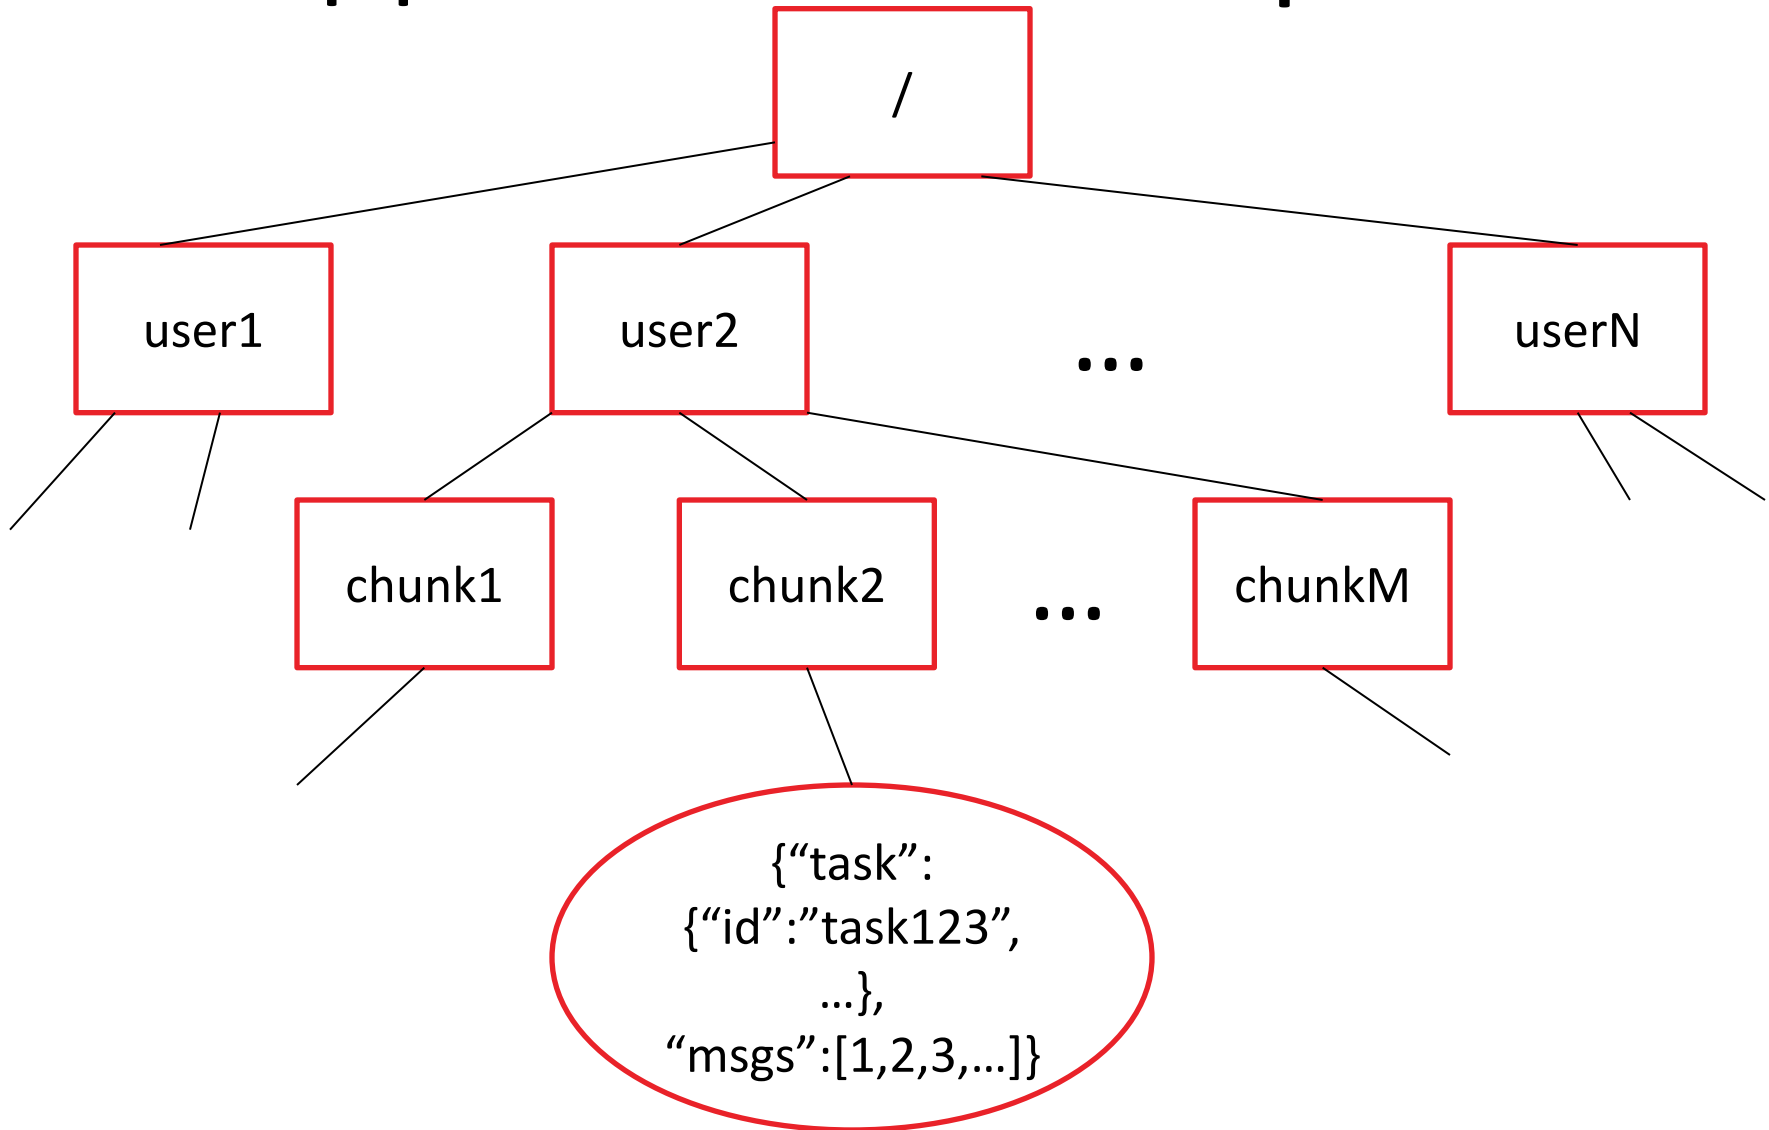 /
user1
user2
...
userN
chunk1
chunk2
...
chunkM
{“task”:
{“id”:”task123”,
…},
“msgs”:[1,2,3,…]}